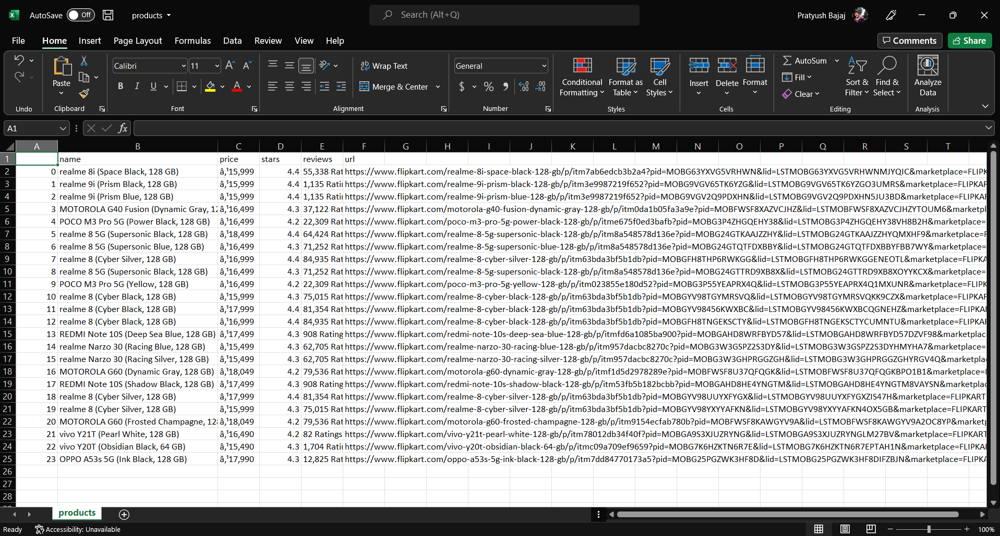 AutoSave Off products Search (Alt+Q) Pratyush Bajaj
File Home Insert Page Layout Formulas Data Review View Help Comments Share
Paste Calibri 11 Wrap Text General Conditional Formatting Format as Table Cell Styles Insert Delete Format AutoSum Sort & Filter Find & Select Analyze Data
B I U Merge & Center $ % Fill
Clear
Undo Clipboard Font Alignment Number Styles Cells Editing Analysis
A1 fx
A B C D E F G H I J K L M N O P Q R S T
1 name price stars reviews url
2 0 realme 8i (Space Black, 128 GB) â‚¹15,999 4.4 55,338 Rat https://www.flipkart.com/realme-8i-space-black-128-gb/p/itm7ab6edcb3b2a4?pid=MOBG63YXVG5VRHWN&lid=LSTMOBG63YXVG5VRHWNMJYQIC&marketplace=FLIPK
3 1 realme 9i (Prism Black, 128 GB) â‚¹15,999 4.4 1,135 Ratin https://www.flipkart.com/realme-9i-prism-black-128-gb/p/itm3e9987219f652?pid=MOBG9VGV65TK6YZG&lid=LSTMOBG9VGV65TK6YZGO3UMRS&marketplace=FLIPKAR
4 2 realme 9i (Prism Blue, 128 GB) â‚¹15,999 4.4 1,135 Ratin https://www.flipkart.com/realme-9i-prism-blue-128-gb/p/itm3e9987219f652?pid=MOBG9VGV2Q9PDXHN&lid=LSTMOBG9VGV2Q9PDXHN5JU3BD&marketplace=FLIPKAR
5 3 MOTOROLA G40 Fusion (Dynamic Gray, 12 â‚¹16,499 4.3 37,122 Rat https://www.flipkart.com/motorola-g40-fusion-dynamic-gray-128-gb/p/itm0da1b05fa3a9e?pid=MOBFWSF8XAZVCJHZ&lid=LSTMOBFWSF8XAZVCJHZYTOUM6&marketpl
6 4 POCO M3 Pro 5G (Power Black, 128 GB) â‚¹16,499 4.2 22,309 Rat https://www.flipkart.com/poco-m3-pro-5g-power-black-128-gb/p/itme675f0ed3bafb?pid=MOBG3P4ZHGQEHY38&lid=LSTMOBG3P4ZHGQEHY38VH8B2H&marketplace=
7 5 realme 8 5G (Supersonic Black, 128 GB) â‚¹18,499 4.4 64,424 Rat https://www.flipkart.com/realme-8-5g-supersonic-black-128-gb/p/itm8a548578d136e?pid=MOBG24GTKAAJZZHY&lid=LSTMOBG24GTKAAJZZHYQMXHF9&marketplace=F
8 6 realme 8 5G (Supersonic Blue, 128 GB) â‚¹16,499 4.3 71,252 Rat https://www.flipkart.com/realme-8-5g-supersonic-blue-128-gb/p/itm8a548578d136e?pid=MOBG24GTQTFDXBBY&lid=LSTMOBG24GTQTFDXBBYFBB7WY&marketplace=
9 7 realme 8 (Cyber Silver, 128 GB) â‚¹16,999 4.4 84,935 Rat https://www.flipkart.com/realme-8-cyber-silver-128-gb/p/itm63bda3bf5b1db?pid=MOBGFH8THP6RWKGG&lid=LSTMOBGFH8THP6RWKGGENEOTL&marketplace=FLIPKA
10 8 realme 8 5G (Supersonic Black, 128 GB) â‚¹16,499 4.3 71,252 Rat https://www.flipkart.com/realme-8-5g-supersonic-black-128-gb/p/itm8a548578d136e?pid=MOBG24GTTRD9XB8X&lid=LSTMOBG24GTTRD9XB8XOYYKCX&marketplace=
11 9 POCO M3 Pro 5G (Yellow, 128 GB) â‚¹16,499 4.2 22,309 Rat https://www.flipkart.com/poco-m3-pro-5g-yellow-128-gb/p/itm023855e180d52?pid=MOBG3P55YEAPRX4Q&lid=LSTMOBG3P55YEAPRX4Q1MXUNR&marketplace=FLIPK
12 10 realme 8 (Cyber Black, 128 GB) â‚¹15,999 4.3 75,015 Rat https://www.flipkart.com/realme-8-cyber-black-128-gb/p/itm63bda3bf5b1db?pid=MOBGYV98TGYMRSVQ&lid=LSTMOBGYV98TGYMRSVQKK9CZX&marketplace=FLIPKAR
13 11 realme 8 (Cyber Black, 128 GB) â‚¹17,999 4.4 81,354 Rat https://www.flipkart.com/realme-8-cyber-black-128-gb/p/itm63bda3bf5b1db?pid=MOBGYV98456KWXBC&lid=LSTMOBGYV98456KWXBCQGNEHZ&marketplace=FLIPKA
14 12 realme 8 (Cyber Black, 128 GB) â‚¹16,999 4.4 84,935 Rat https://www.flipkart.com/realme-8-cyber-black-128-gb/p/itm63bda3bf5b1db?pid=MOBGFH8TNGEKSCTY&lid=LSTMOBGFH8TNGEKSCTYCUMNTU&marketplace=FLIPKA
15 13 REDMI Note 10S (Deep Sea Blue, 128 GB) â‚¹17,499 4.3 908 Rating https://www.flipkart.com/redmi-note-10s-deep-sea-blue-128-gb/p/itmfd6a1085ba900?pid=MOBGAHD8WRFBYD57&lid=LSTMOBGAHD8WRFBYD57DZVF98&marketplac
16 14 realme Narzo 30 (Racing Blue, 128 GB) â‚¹15,499 4.3 62,705 Rat https://www.flipkart.com/realme-narzo-30-racing-blue-128-gb/p/itm957dacbc8270c?pid=MOBG3W3GSPZ2S3DY&lid=LSTMOBG3W3GSPZ2S3DYHMYHA7&marketplace=
17 15 realme Narzo 30 (Racing Silver, 128 GB) â‚¹15,499 4.3 62,705 Rat https://www.flipkart.com/realme-narzo-30-racing-silver-128-gb/p/itm957dacbc8270c?pid=MOBG3W3GHPRGGZGH&lid=LSTMOBG3W3GHPRGGZGHYRGV4Q&marketpla
18 16 MOTOROLA G60 (Dynamic Gray, 128 GB) â‚¹18,049 4.2 79,536 Rat https://www.flipkart.com/motorola-g60-dynamic-gray-128-gb/p/itmf1d5d2978289e?pid=MOBFWSF8U37QFQGK&lid=LSTMOBFWSF8U37QFQGKBPO1B1&marketplace=
19 17 REDMI Note 10S (Shadow Black, 128 GB) â‚¹17,499 4.3 908 Rating https://www.flipkart.com/redmi-note-10s-shadow-black-128-gb/p/itm53fb5b182bcbb?pid=MOBGAHD8HE4YNGTM&lid=LSTMOBGAHD8HE4YNGTM8VAYSN&marketplac
20 18 realme 8 (Cyber Silver, 128 GB) â‚¹17,999 4.4 81,354 Rat https://www.flipkart.com/realme-8-cyber-silver-128-gb/p/itm63bda3bf5b1db?pid=MOBGYV98UUYXFYGX&lid=LSTMOBGYV98UUYXFYGXZIS47H&marketplace=FLIPKART
21 19 realme 8 (Cyber Silver, 128 GB) â‚¹15,999 4.3 75,015 Rat https://www.flipkart.com/realme-8-cyber-silver-128-gb/p/itm63bda3bf5b1db?pid=MOBGYV98YXYYAFKN&lid=LSTMOBGYV98YXYYAFKN4OX5GB&marketplace=FLIPKART
22 20 MOTOROLA G60 (Frosted Champagne, 128 â‚¹18,049 4.2 79,536 Rat https://www.flipkart.com/motorola-g60-frosted-champagne-128-gb/p/itm9154ecfab780b?pid=MOBFWSF8KAWGYV9A&lid=LSTMOBFWSF8KAWGYV9A2OC8YP&market
23 21 vivo Y21T (Pearl White, 128 GB) â‚¹16,490 4.2 82 Ratings https://www.flipkart.com/vivo-y21t-pearl-white-128-gb/p/itm78012db34f40f?pid=MOBGA9S3XJUZRYNG&lid=LSTMOBGA9S3XJUZRYNGLM27BV&marketplace=FLIPKART
24 22 vivo Y20T (Obsidian Black, 64 GB) â‚¹15,490 4.3 1,704 Ratin https://www.flipkart.com/vivo-y20t-obsidian-black-64-gb/p/itmc09a709ef9659?pid=MOBG7K6HZKTN6R7E&lid=LSTMOBG7K6HZKTN6R7EPTAH1N&marketplace=FLIPKA
25 23 OPPO A53s 5G (Ink Black, 128 GB) â‚¹17,990 4.3 12,825 Rat https://www.flipkart.com/oppo-a53s-5g-ink-black-128-gb/p/itm7dd84770173a5?pid=MOBG25PGZWK3HF8D&lid=LSTMOBG25PGZWK3HF8DIFZBJN&marketplace=FLIPKA
26
27
28
products
Ready Accessibility: Unavailable 100%